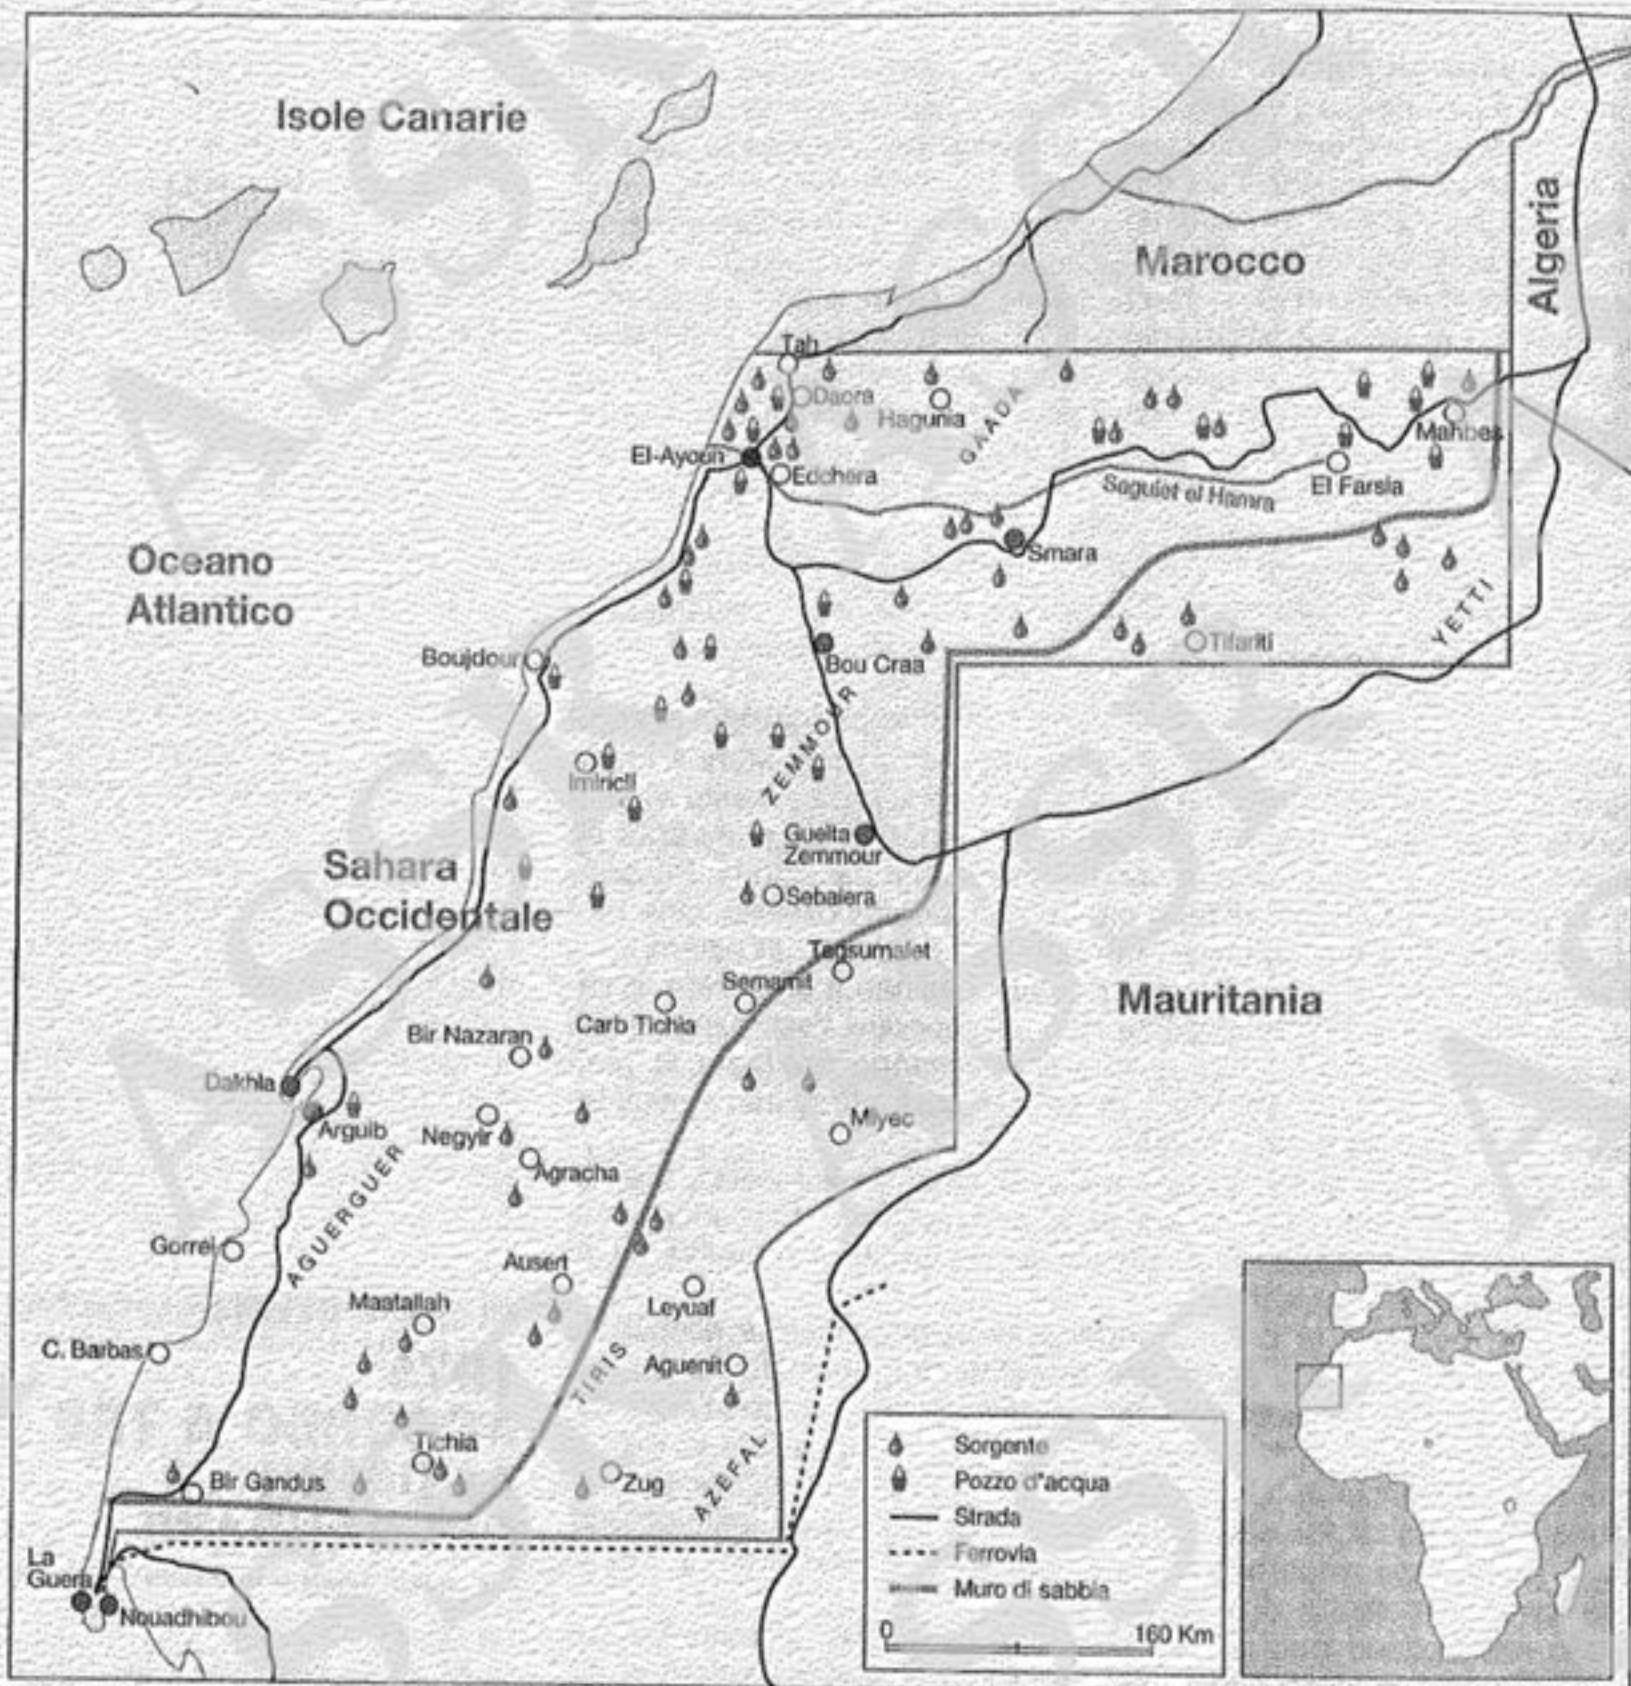 Isole Canarie
Marocco
Algeria
Tah
Daora
Hagunia
GAADA
Mahbes
El-Ayoun
Edchera
Saguiet el Hamra
El Farsia
Smara
Oceano
Atlantico
YETTI
Tifariti
Boujdour
Bou Craa
ZEMMOUR
Imiricli
Guelta
Zemmour
Sahara
Occidentale
Sebaiera
Tegsumalet
Semamit
Mauritania
Carb Tichia
Bir Nazaran
Dakhla
Arguib
Negyir
Miyec
Agracha
AGUERGUER
Gorrei
Ausert
Maatallah
Leyuaf
C. Barbas
Aguenit
TIRIS
Tichia
Bir Gandus
Zug
AZEFAL
La
Guera
Nouadhibou
Sorgente
Pozzo d'acqua
Strada
Ferrovia
Muro di sabbia
0 160 Km